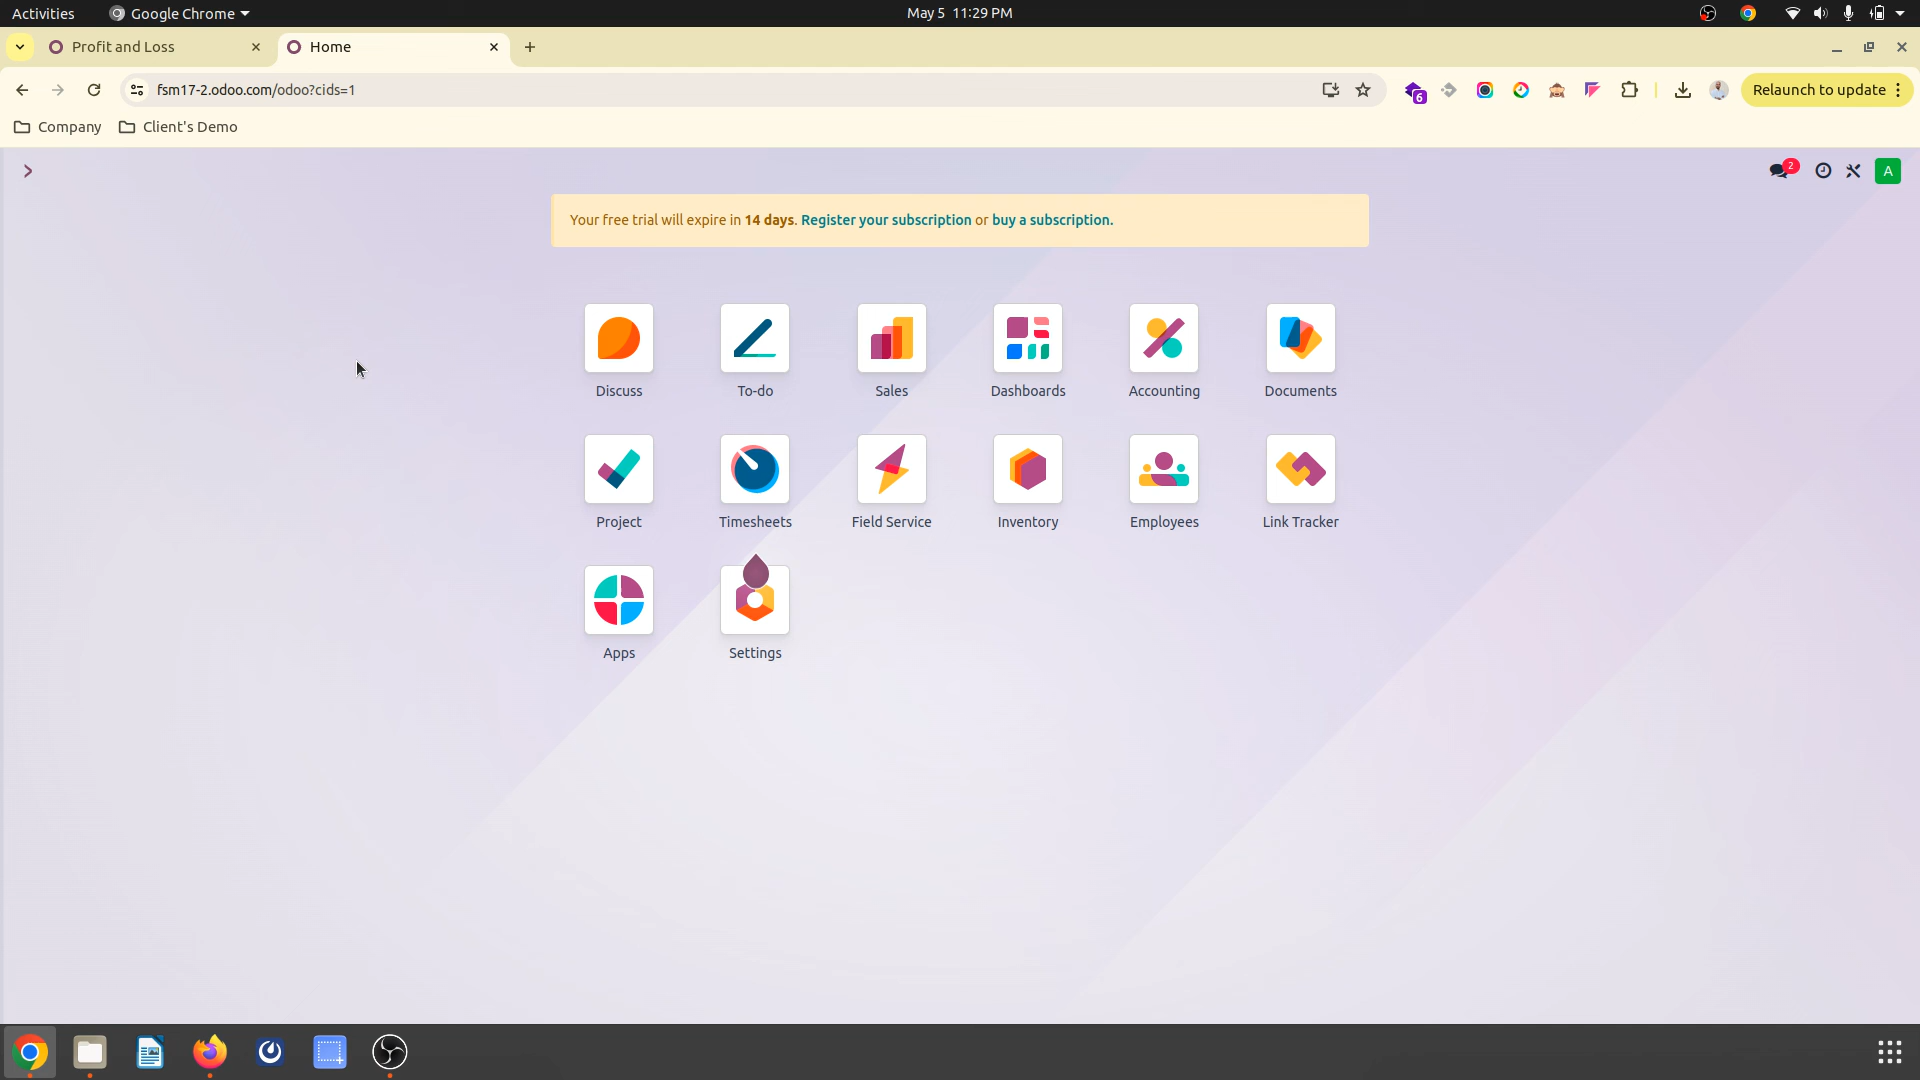 Activities Google Chrome May 5 11:29 PM
Profit and Loss Home
fsm17-2.odoo.com/odoo?cids=1 6 Relaunch to update
Company Client's Demo
2 A
Your free trial will expire in 14 days. Register your subscription or buy a subscription.
Discuss To-do Sales Dashboards Accounting Documents
Project Timesheets Field Service Inventory Employees Link Tracker
Apps Settings